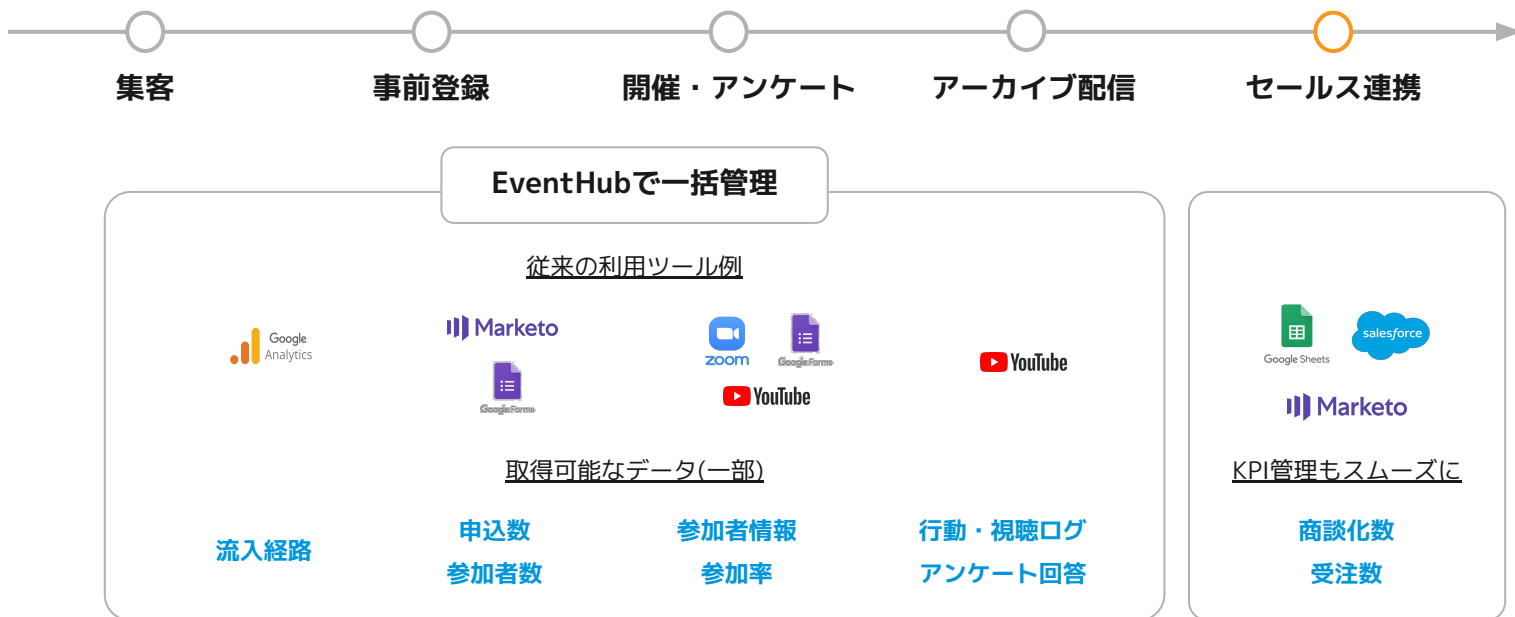 集客
事前登録
開催・アンケート
アーカイブ配信
セールス連携
EventHubで一括管理
従来の利用ツール例
Google
Analytics
Marketo
Google Forms
zoom
Google Forms
YouTube
YouTube
Google Sheets
salesforce
Marketo
取得可能なデータ(一部)
KPI管理もスムーズに
流入経路
申込数
参加者数
参加者情報
参加率
行動・視聴ログ
アンケート回答
商談化数
受注数